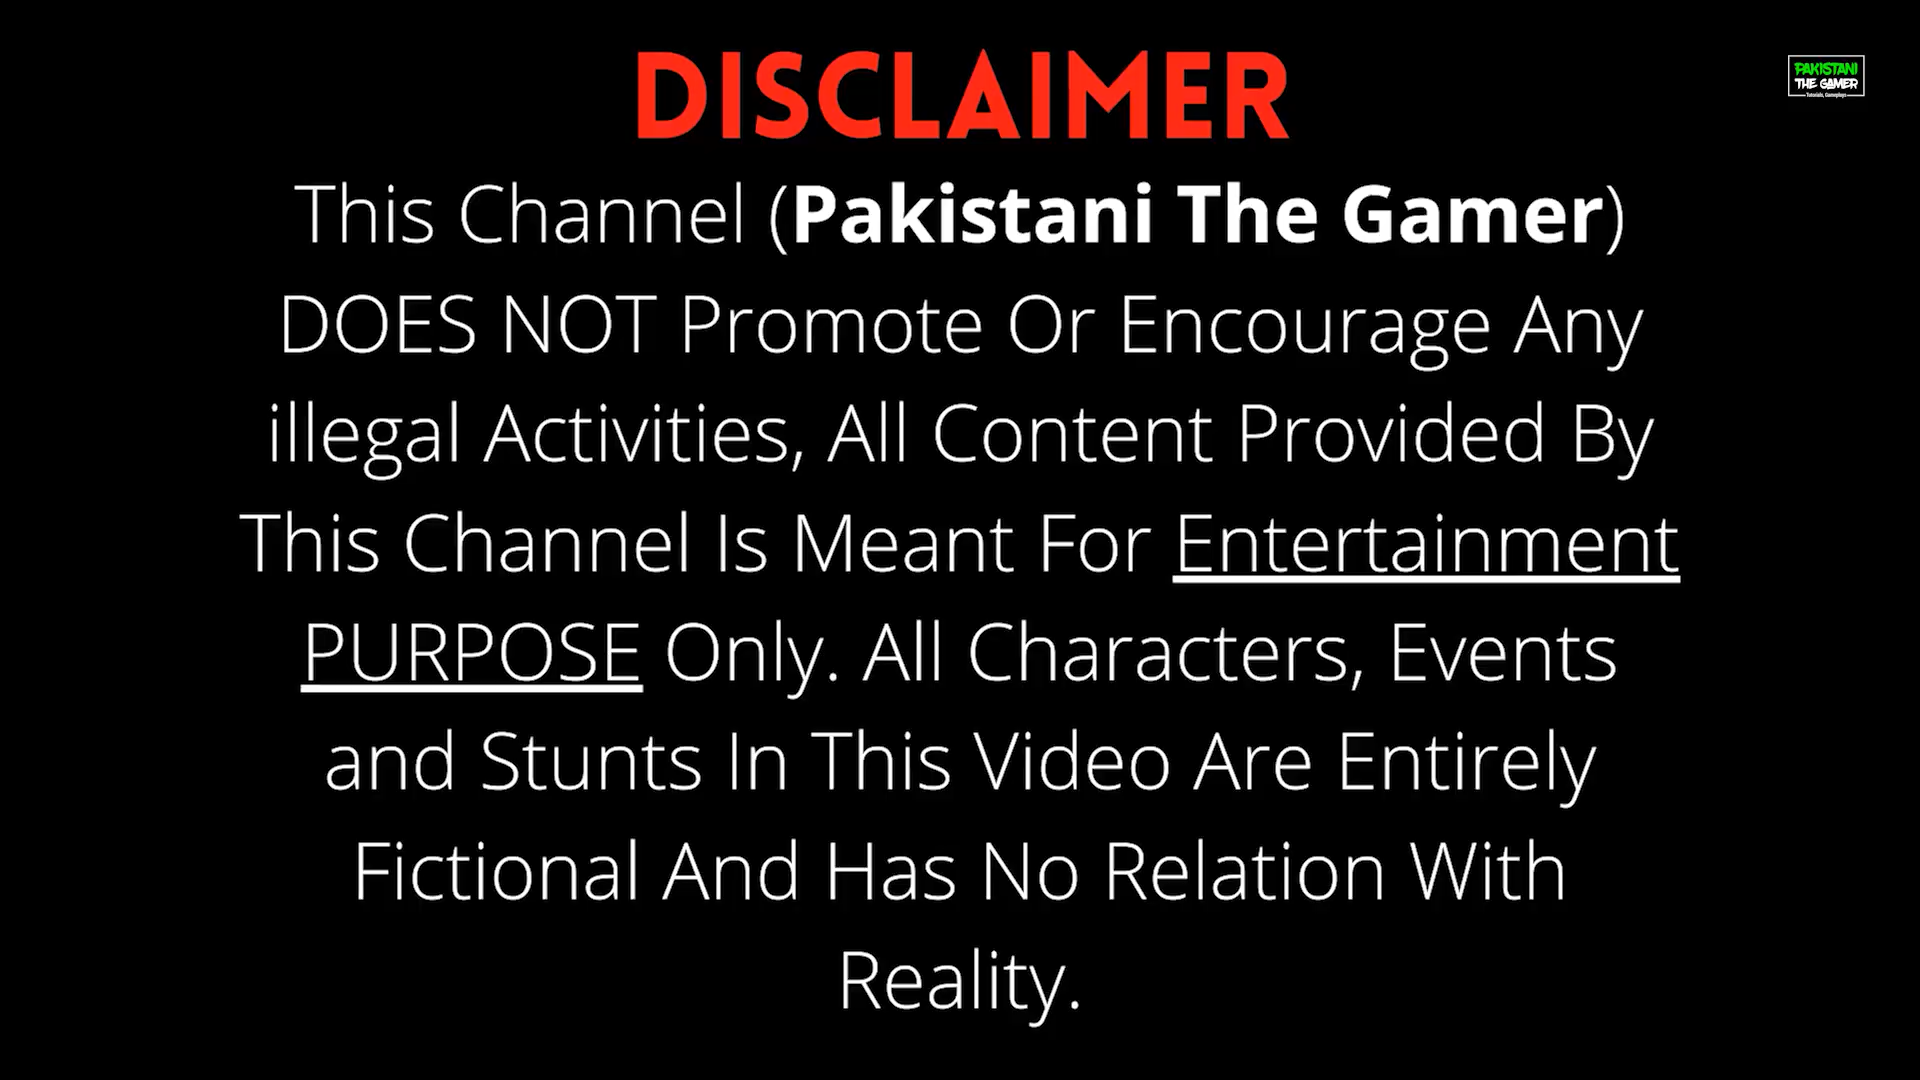 DISCLAIMER
PAKISTANI
THE GAMER
Tutorials, Gameplays
This Channel (Pakistani The Gamer)
DOES NOT Promote Or Encourage Any
illegal Activities, All Content Provided By
This Channel Is Meant For Entertainment
PURPOSE Only. All Characters, Events
and Stunts In This Video Are Entirely
Fictional And Has No Relation With
Reality.